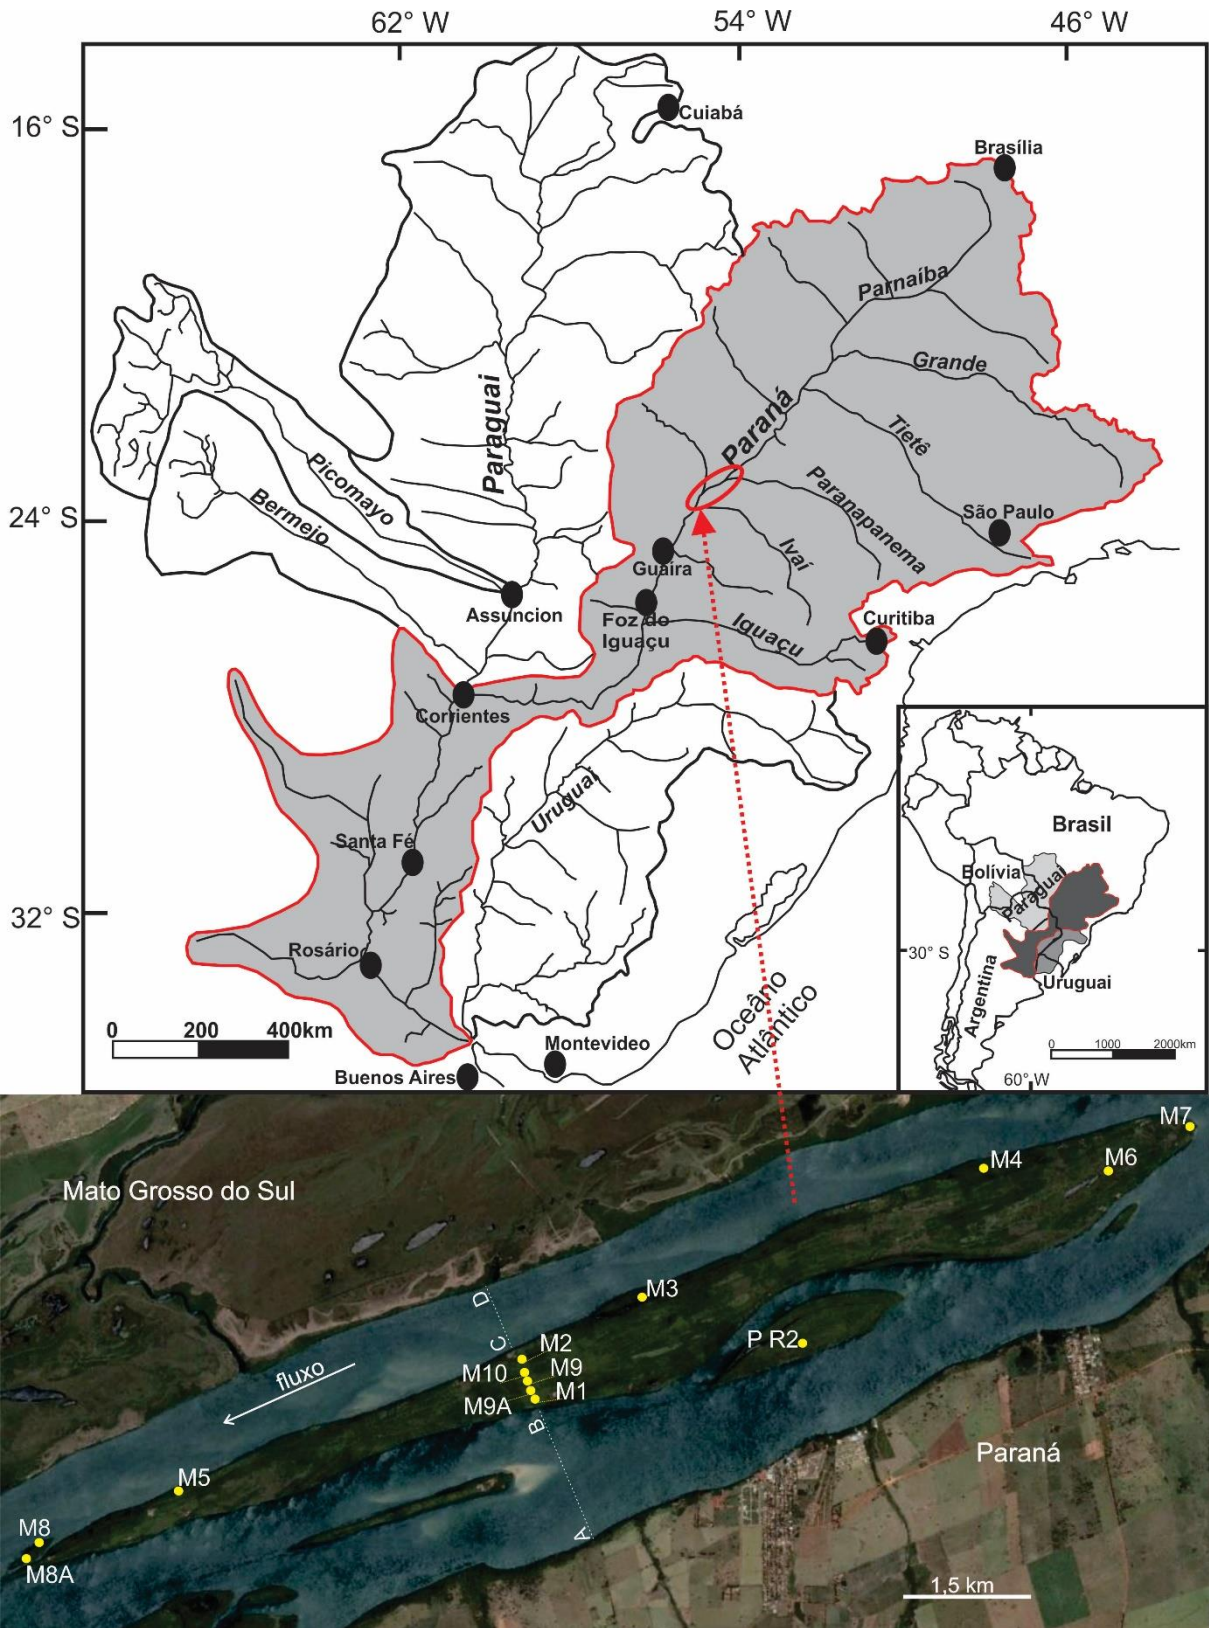 62° W
54° W
46° W
16° S
24° S
32° S
Cuiabá
Brasília
Parnaíba
Grande
Paraná
Tietê
Paraguai
Picomayo
Bermejo
Paranapanema
São Paulo
Ivaí
Guaíra
Assuncion
Foz do
Iguaçu
Iguaçu
Curitiba
Corrientes
Uruguai
Santa Fé
Rosário
0 200 400km
Oceâno
Atlântico
Montevideo
Buenos Aires
Brasil
Bolívia
Paraguai
30° S
Argentina
Uruguai
0 1000 2000km
60° W
Mato Grosso do Sul
M7
M4
M6
M3
D
C
M2
P R2
M10
M9
fluxo
M1
M9A
B
Paraná
M5
A
M8
M8A
1,5 km